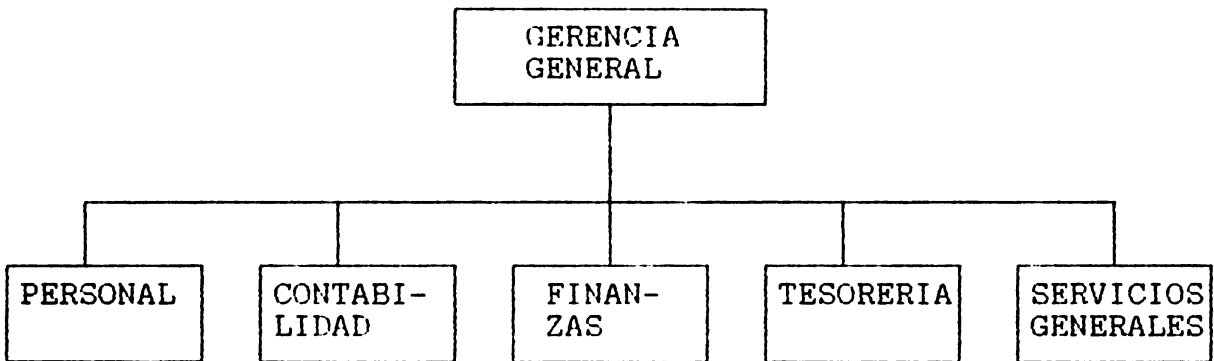 GERENCIA
GENERAL
PERSONAL
CONTABI-
LIDAD
FINAN-
ZAS
TESORERIA
SERVICIOS
GENERALES